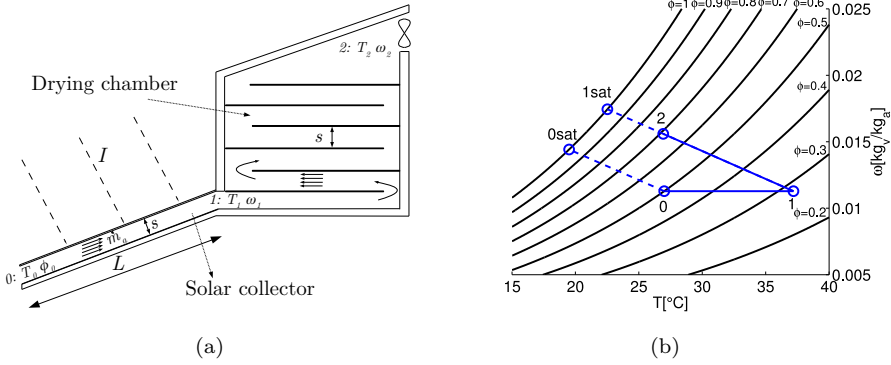 2: T₂ ω₂
Drying chamber
s
I
1: T₁ ω₁
s
ṁₐ
0: T₀ ϕ₀
L
Solar collector
(a)
ϕ=1
ϕ=0.9
ϕ=0.8
ϕ=0.7
ϕ=0.6
ϕ=0.5
ϕ=0.4
ϕ=0.3
ϕ=0.2
0.025
0.02
0.015
0.01
0.005
ω[kgᵥ/kgₐ]
1sat
2
0sat
0
1
15
20
25
30
35
40
T[°C]
(b)